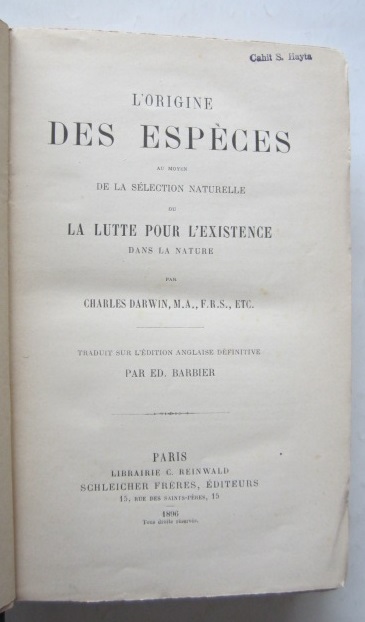 Cahit S. Hayta
L'ORIGINE
DES ESPÈCES
AU MOYEN
DE LA SÉLECTION NATURELLE
OU
LA LUTTE POUR L'EXISTENCE
DANS LA NATURE
PAR
CHARLES DARWIN, M.A., F.R.S., ETC.
TRADUIT SUR L'ÉDITION ANGLAISE DÉFINITIVE
PAR ED. BARBIER
PARIS
LIBRAIRIE C. REINWALD
SCHLEICHER FRÈRES, ÉDITEURS
15, RUE DES SAINTS-PÈRES, 15
1896
Tous droits réservés.